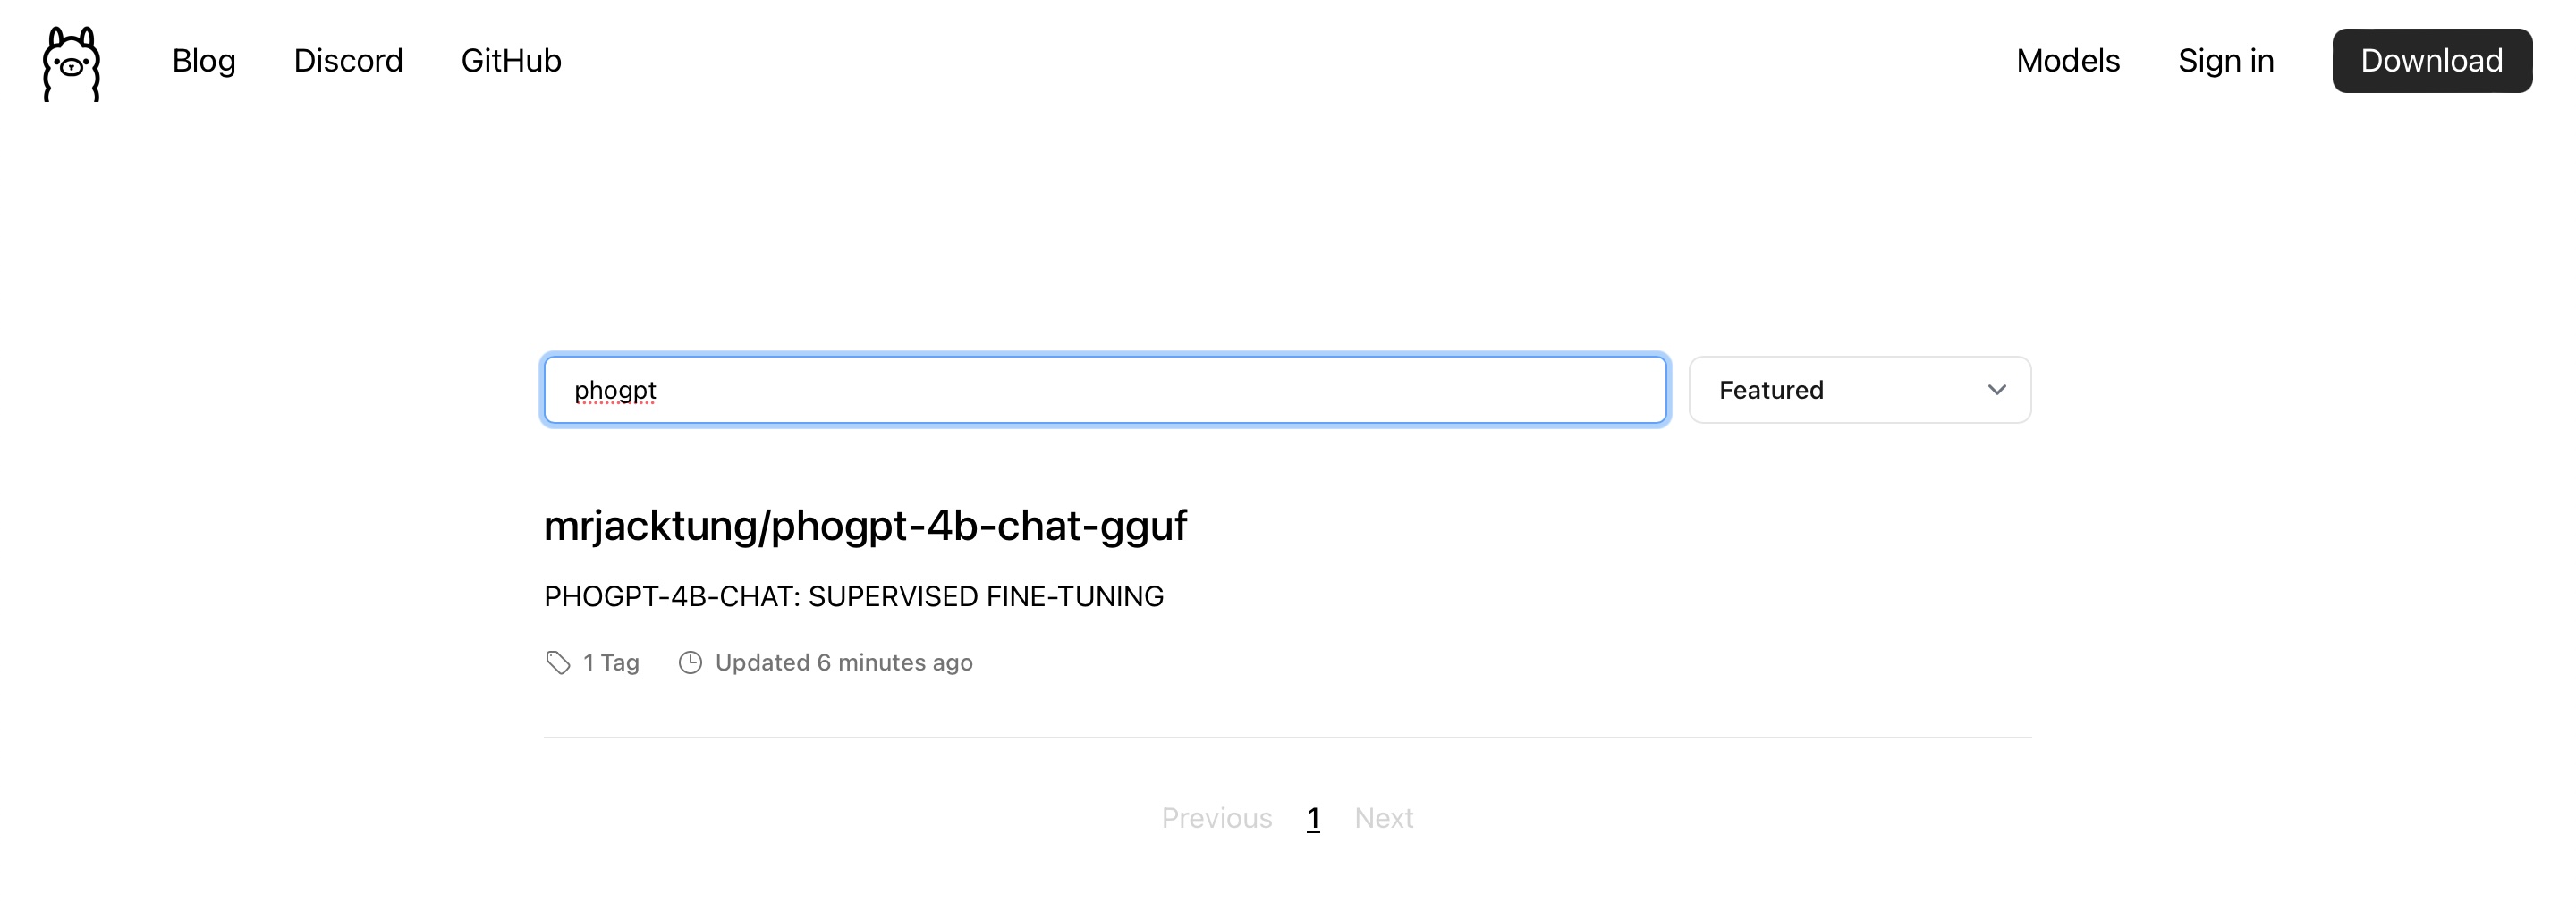 Blog Discord GitHub Models Sign in Download
phogpt Featured
mrjacktung/phogpt-4b-chat-gguf
PHOGPT-4B-CHAT: SUPERVISED FINE-TUNING
1 Tag Updated 6 minutes ago
Previous 1 Next